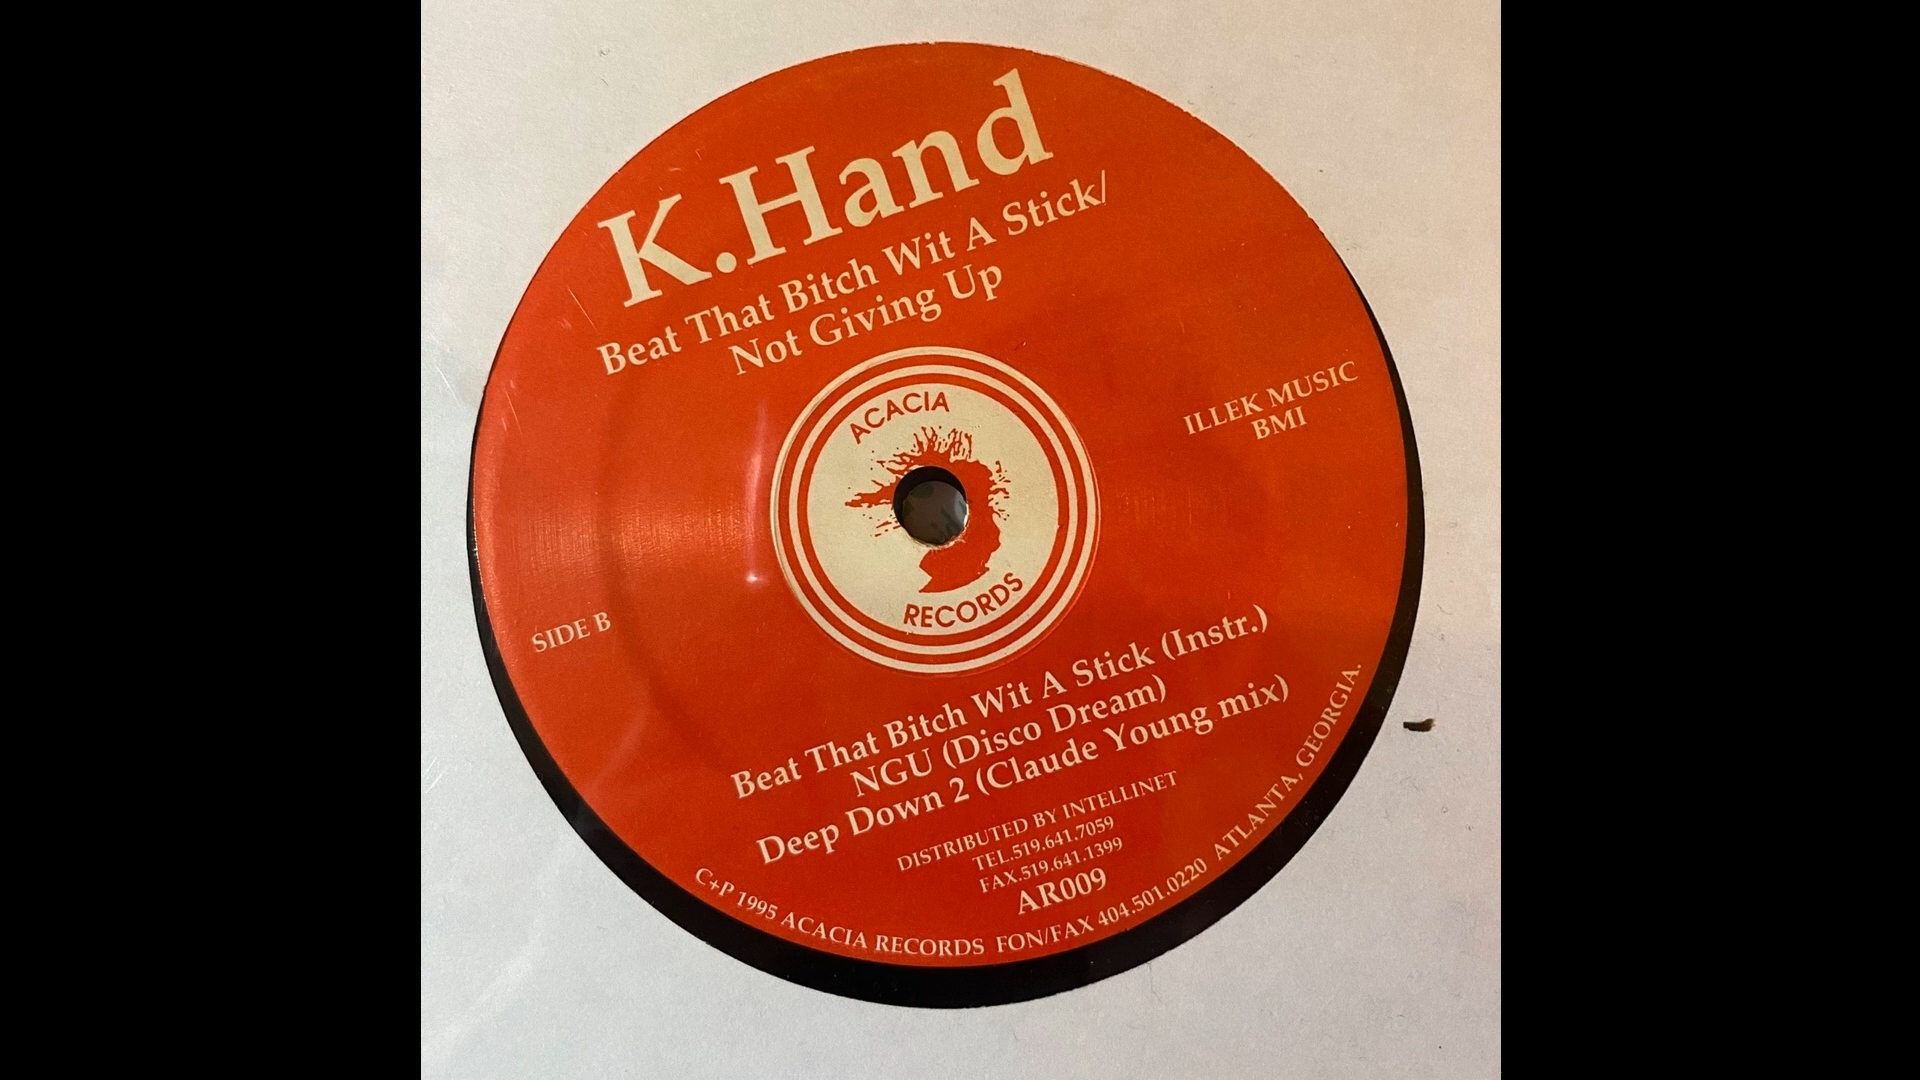 K.Hand
Beat That Bitch Wit A Stick/
Not Giving Up
ACACIA
RECORDS
ILLEK MUSIC
BMI
SIDE B
Beat That Bitch Wit A Stick (Instr.)
NGU (Disco Dream)
Deep Down 2 (Claude Young mix)
DISTRIBUTED BY INTELLINET
TEL.519.641.7059
FAX.519.641.1399
AR009
C+P 1995 ACACIA RECORDS FON/FAX 404.501.0220 ATLANTA, GEORGIA.